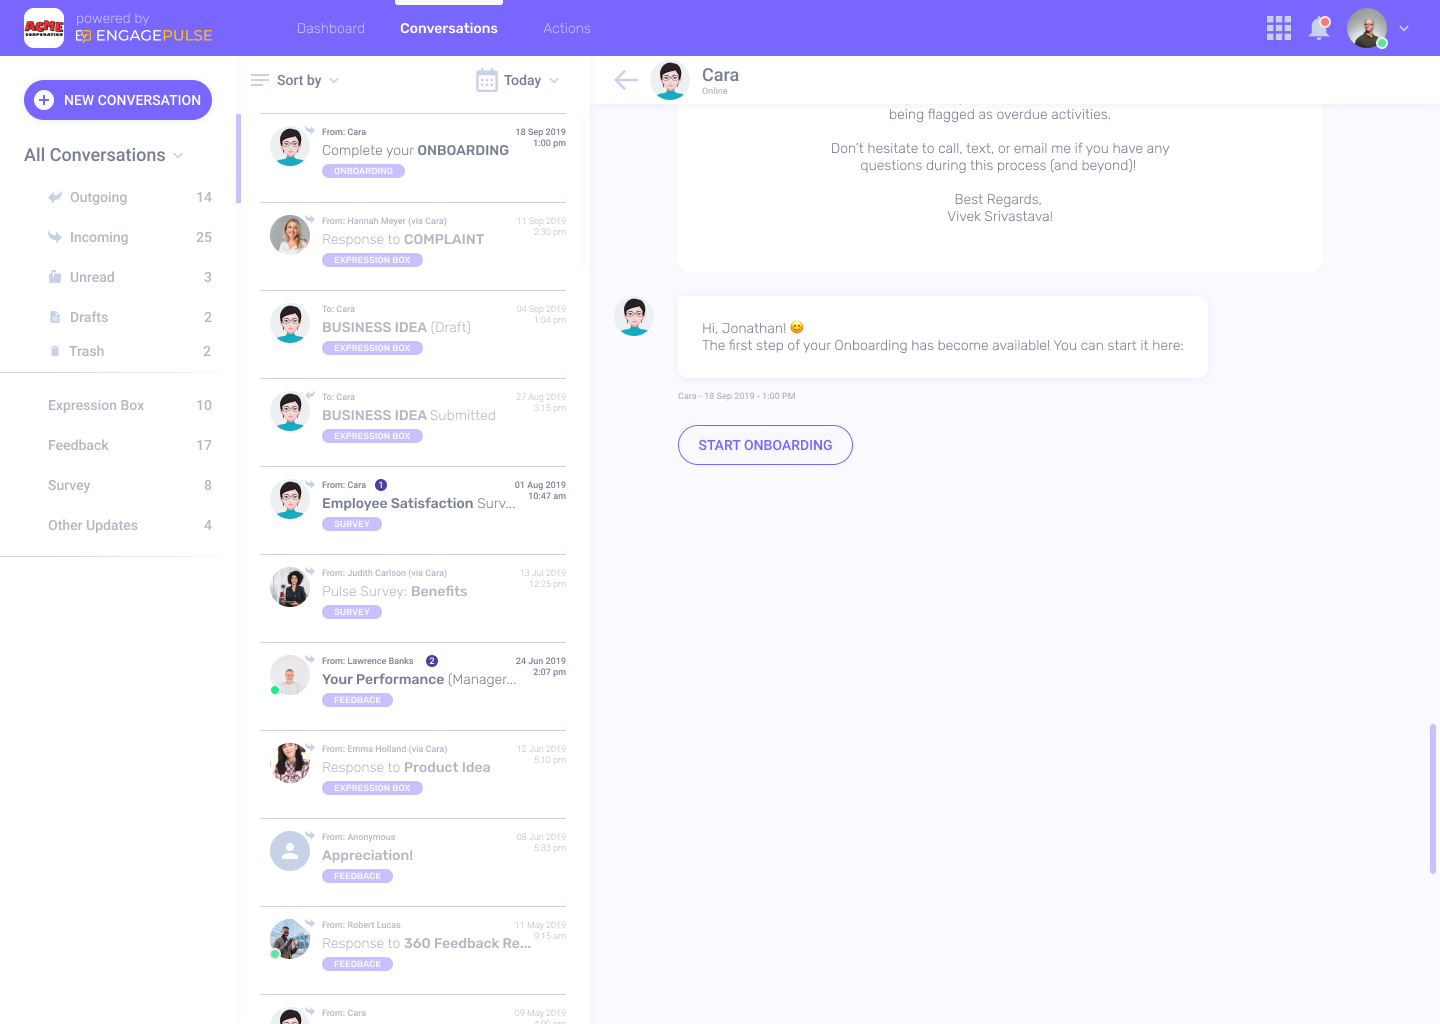 ACME
CORPORATION
powered by
ENGAGEPULSE
Dashboard
Conversations
Actions
NEW CONVERSATION
All Conversations
Outgoing 14
Incoming 25
Unread 3
Drafts 2
Trash 2
Expression Box 10
Feedback 17
Survey 8
Other Updates 4
Sort by
Today
From: Cara 18 Sep 2019
1:00 pm
Complete your ONBOARDING
ONBOARDING
From: Hannah Meyer (via Cara) 11 Sep 2019
2:30 pm
Response to COMPLAINT
EXPRESSION BOX
To: Cara 04 Sep 2019
1:04 pm
BUSINESS IDEA (Draft)
EXPRESSION BOX
To: Cara 27 Aug 2019
3:15 pm
BUSINESS IDEA Submitted
EXPRESSION BOX
From: Cara 1 01 Aug 2019
10:47 am
Employee Satisfaction Surv...
SURVEY
From: Judith Carlson (via Cara) 13 Jul 2019
12:25 pm
Pulse Survey: Benefits
SURVEY
From: Lawrence Banks 2 24 Jun 2019
2:07 pm
Your Performance (Manager...
FEEDBACK
From: Emma Holland (via Cara) 12 Jun 2019
5:10 pm
Response to Product Idea
EXPRESSION BOX
From: Anonymous 08 Jun 2019
5:33 pm
Appreciation!
FEEDBACK
From: Robert Lucas 11 May 2019
9:15 am
Response to 360 Feedback Re...
FEEDBACK
From: Cara 09 May 2019
Cara
Online
being flagged as overdue activities.
Don't hesitate to call, text, or email me if you have any
questions during this process (and beyond)!
Best Regards,
Vivek Srivastava!
Hi, Jonathan! 😊
The first step of your Onboarding has become available! You can start it here:
Cara - 18 Sep 2019 - 1:00 PM
START ONBOARDING